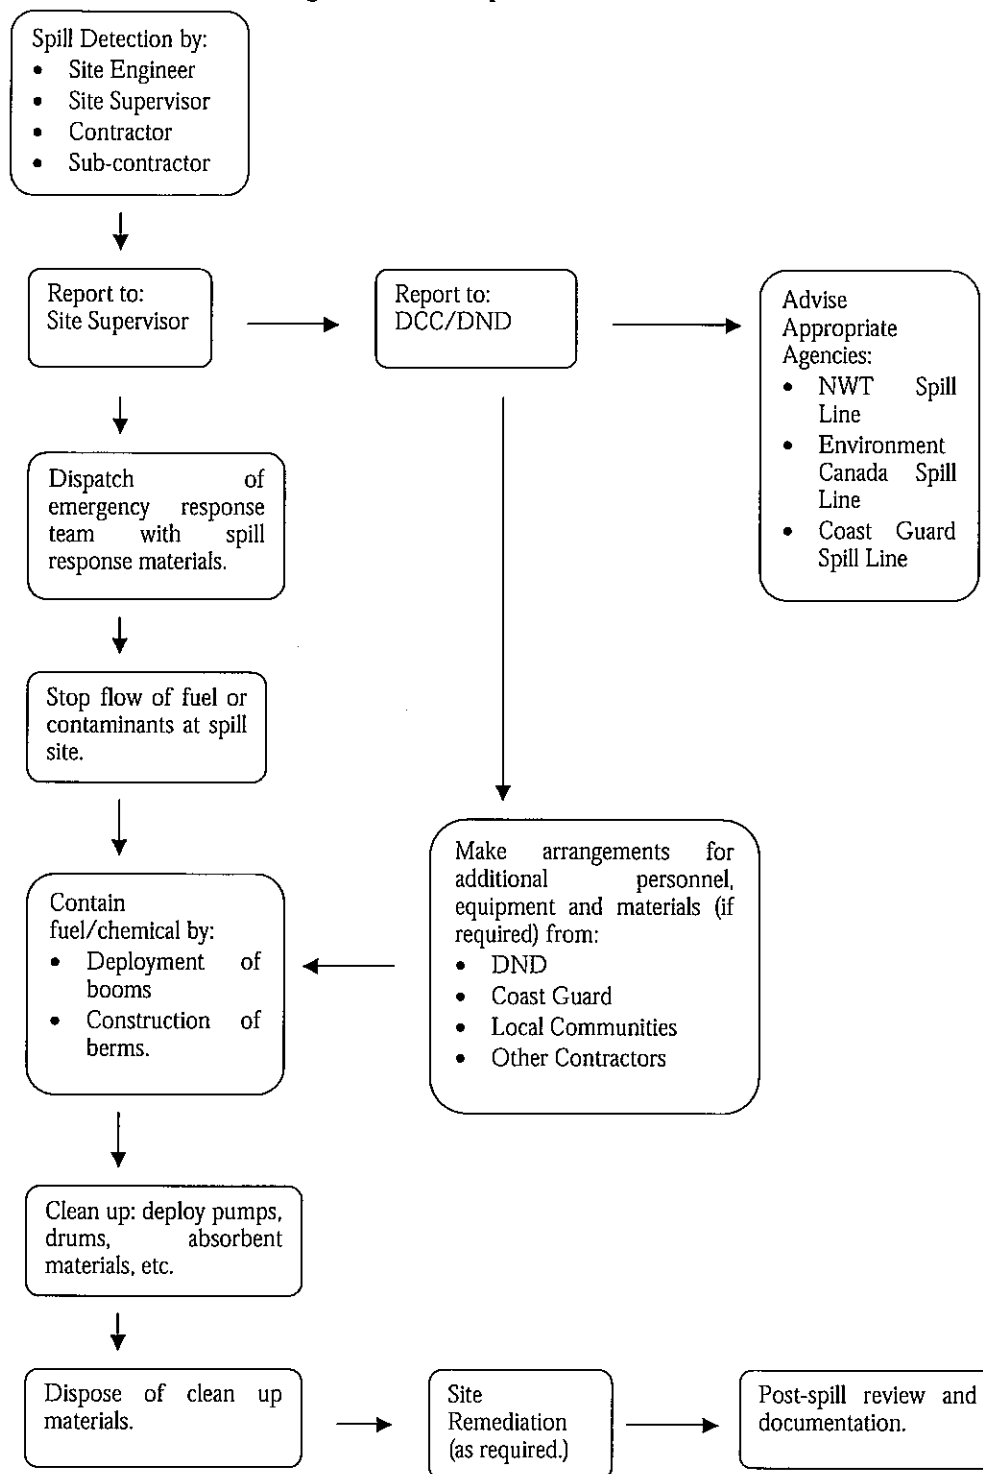 Spill Detection by:
• Site Engineer
• Site Supervisor
• Contractor
• Sub-contractor
Report to:
Site Supervisor
Report to:
DCC/DND
Advise
Appropriate
Agencies:
• NWT Spill
Line
• Environment
Canada Spill
Line
• Coast Guard
Spill Line
Dispatch of
emergency response
team with spill
response materials.
Stop flow of fuel or
contaminants at spill
site.
Make arrangements for
additional personnel,
equipment and materials (if
required) from:
• DND
• Coast Guard
• Local Communities
• Other Contractors
Contain
fuel/chemical by:
• Deployment of
booms
• Construction of
berms.
Clean up: deploy pumps,
drums, absorbent
materials, etc.
Dispose of clean up
materials.
Site
Remediation
(as required.)
Post-spill review and
documentation.